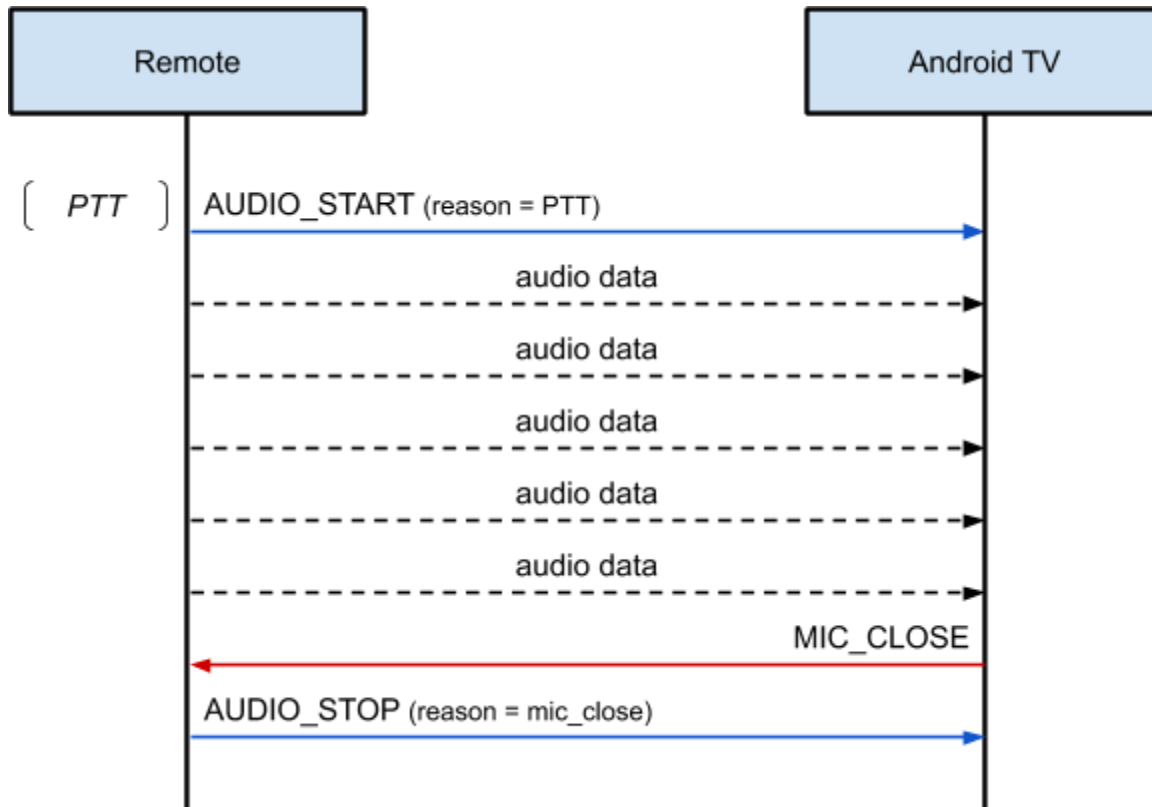 Remote
Android TV
PTT
AUDIO_START (reason = PTT)
audio data
audio data
audio data
audio data
audio data
MIC_CLOSE
AUDIO_STOP (reason = mic_close)